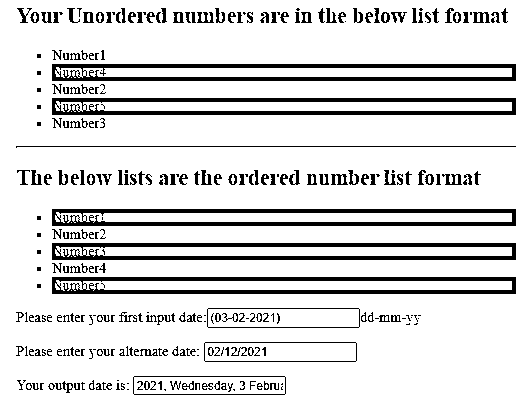 Your Unordered numbers are in the below list format
Number1
Number4
Number2
Number5
Number3
The below lists are the ordered number list format
Number1
Number2
Number3
Number4
Number5
Please enter your first input date: (03-02-2021) dd-mm-yy
Please enter your alternate date: 02/12/2021
Your output date is: 2021, Wednesday, 3 Februa